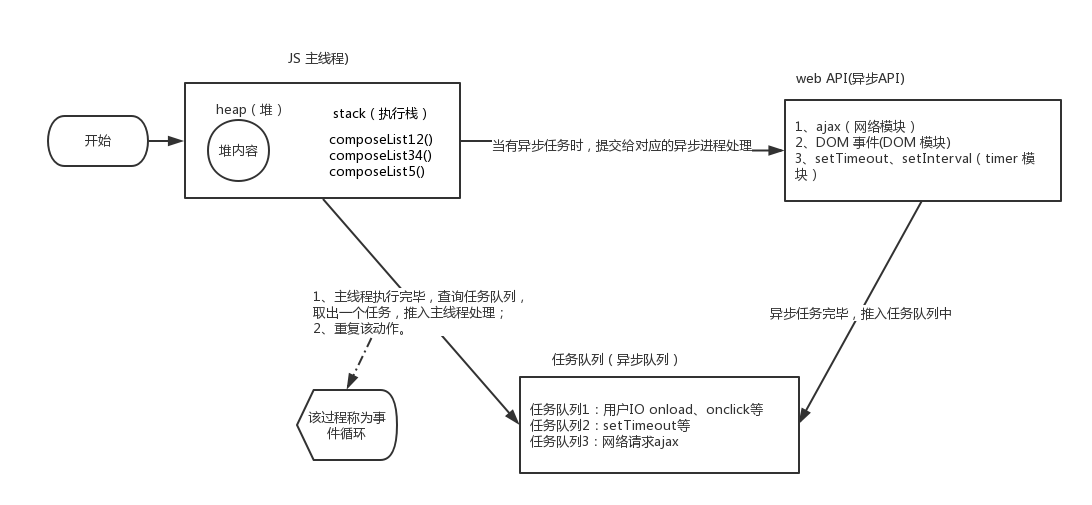 JS 主线程)
web API(异步API)
heap（堆）
stack（执行栈）
开始
堆内容
composeList12()
composeList34()
composeList5()
当有异步任务时，提交给对应的异步进程处理
1、ajax（网络模块）
2、DOM 事件(DOM 模块)
3、setTimeout、setInterval（timer 模
块）
1、主线程执行完毕，查询任务队列，
取出一个任务，推入主线程处理；
2、重复该动作。
异步任务完毕，推入任务队列中
任务队列（异步队列）
该过程称为事
件循环
任务队列1：用户IO onload、onclick等
任务队列2：setTimeout等
任务队列3：网络请求ajax